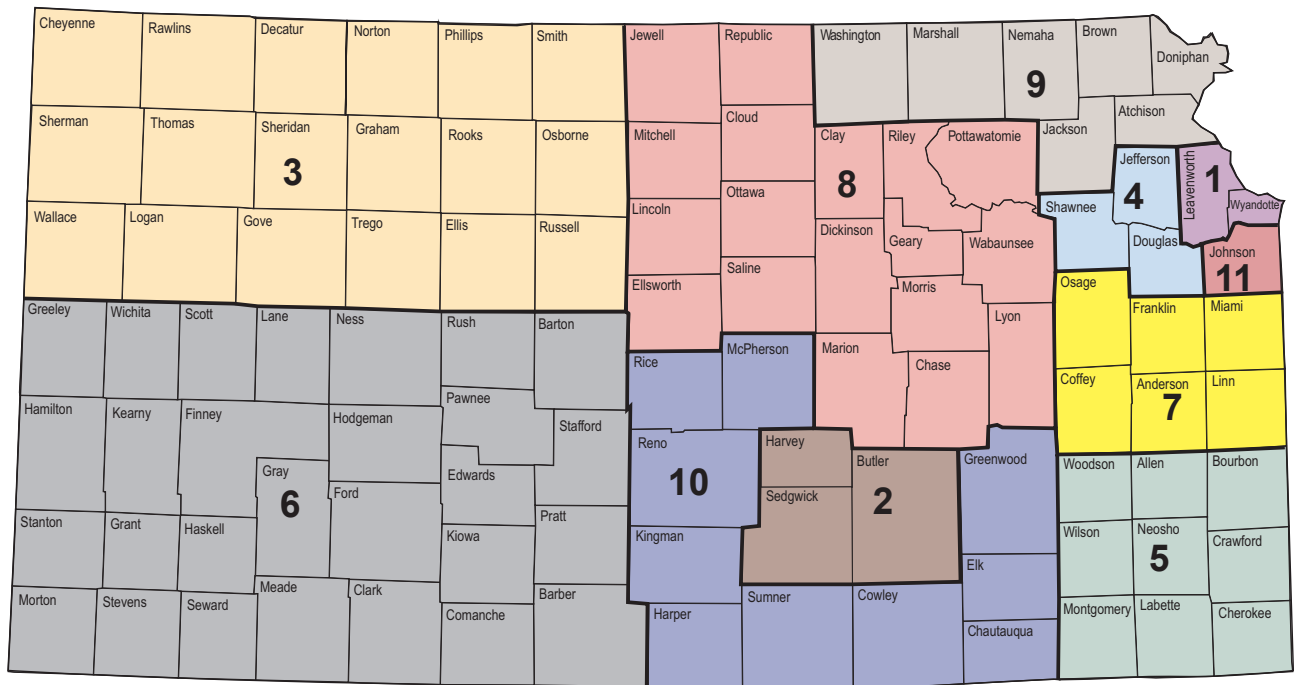 Cheyenne
Rawlins
Decatur
Norton
Phillips
Smith
Jewell
Republic
Washington
Marshall
Nemaha
Brown
Doniphan
9
Sherman
Thomas
Sheridan
Graham
Rooks
Osborne
Mitchell
Cloud
Clay
Riley
Pottawatomie
Jackson
Atchison
3
8
Jefferson
4
Leavenworth
1
Wyandotte
Wallace
Logan
Gove
Trego
Ellis
Russell
Lincoln
Ottawa
Dickinson
Geary
Wabaunsee
Shawnee
Douglas
Johnson
11
Ellsworth
Saline
Morris
Lyon
Osage
Franklin
Miami
Greeley
Wichita
Scott
Lane
Ness
Rush
Barton
Rice
McPherson
Marion
Chase
Coffey
Anderson
7
Linn
Hamilton
Kearny
Finney
Hodgeman
Pawnee
Stafford
Reno
10
Harvey
Butler
2
Greenwood
Woodson
Allen
Bourbon
Gray
6
Ford
Edwards
Sedgwick
Stanton
Grant
Haskell
Kiowa
Pratt
Kingman
Elk
Wilson
Neosho
5
Crawford
Morton
Stevens
Seward
Meade
Clark
Comanche
Barber
Harper
Sumner
Cowley
Chautauqua
Montgomery
Labette
Cherokee